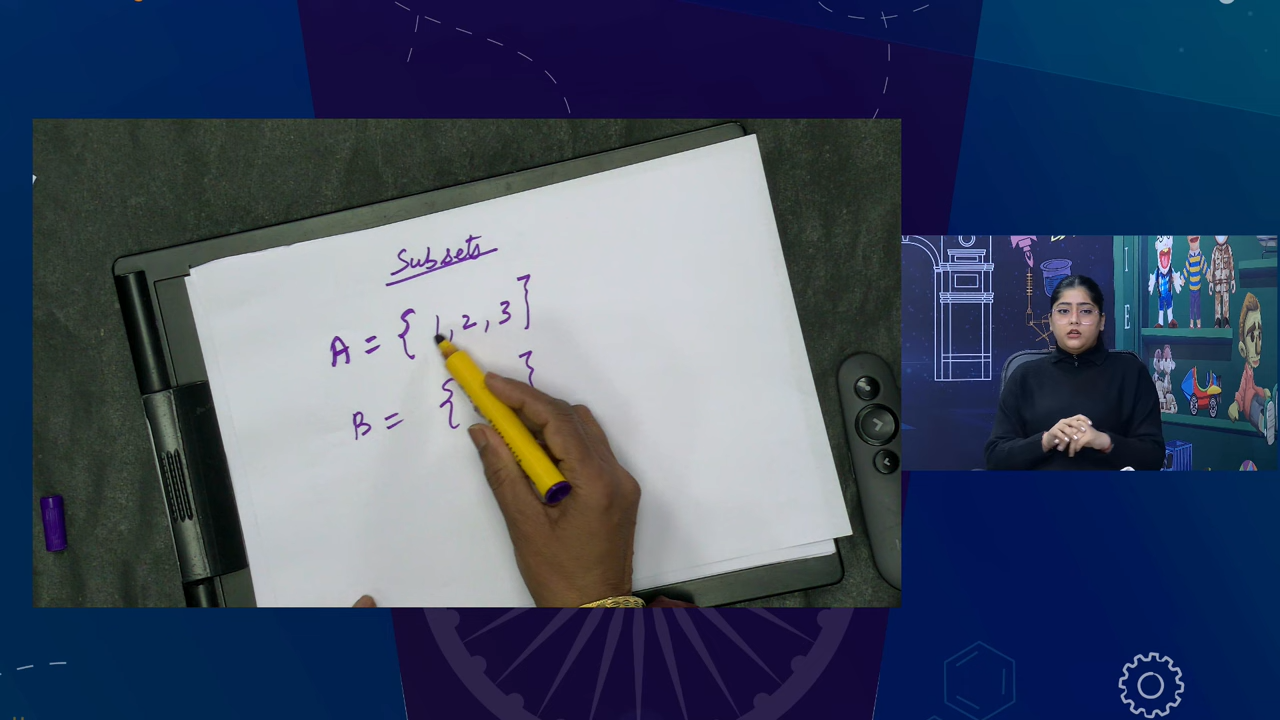 Subsets
A = { 1, 2, 3 ]
B = { }
I
E